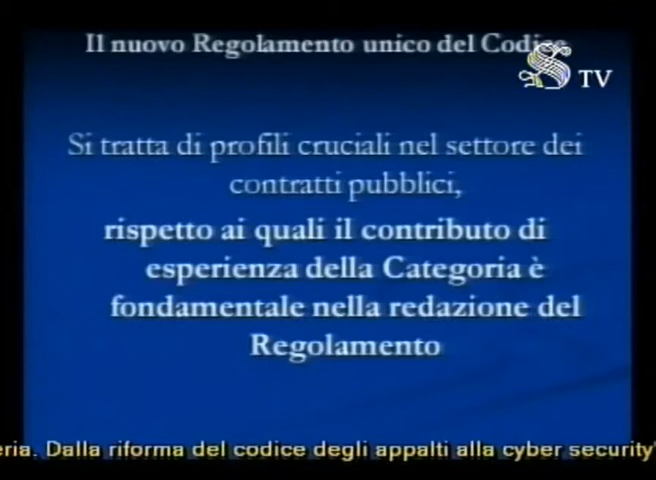 Il nuovo Regolamento unico del Codice
TV
Si tratta di profili cruciali nel settore dei
contratti pubblici,
rispetto ai quali il contributo di
esperienza della Categoria è
fondamentale nella redazione del
Regolamento
eria. Dalla riforma del codice degli appalti alla cyber security"